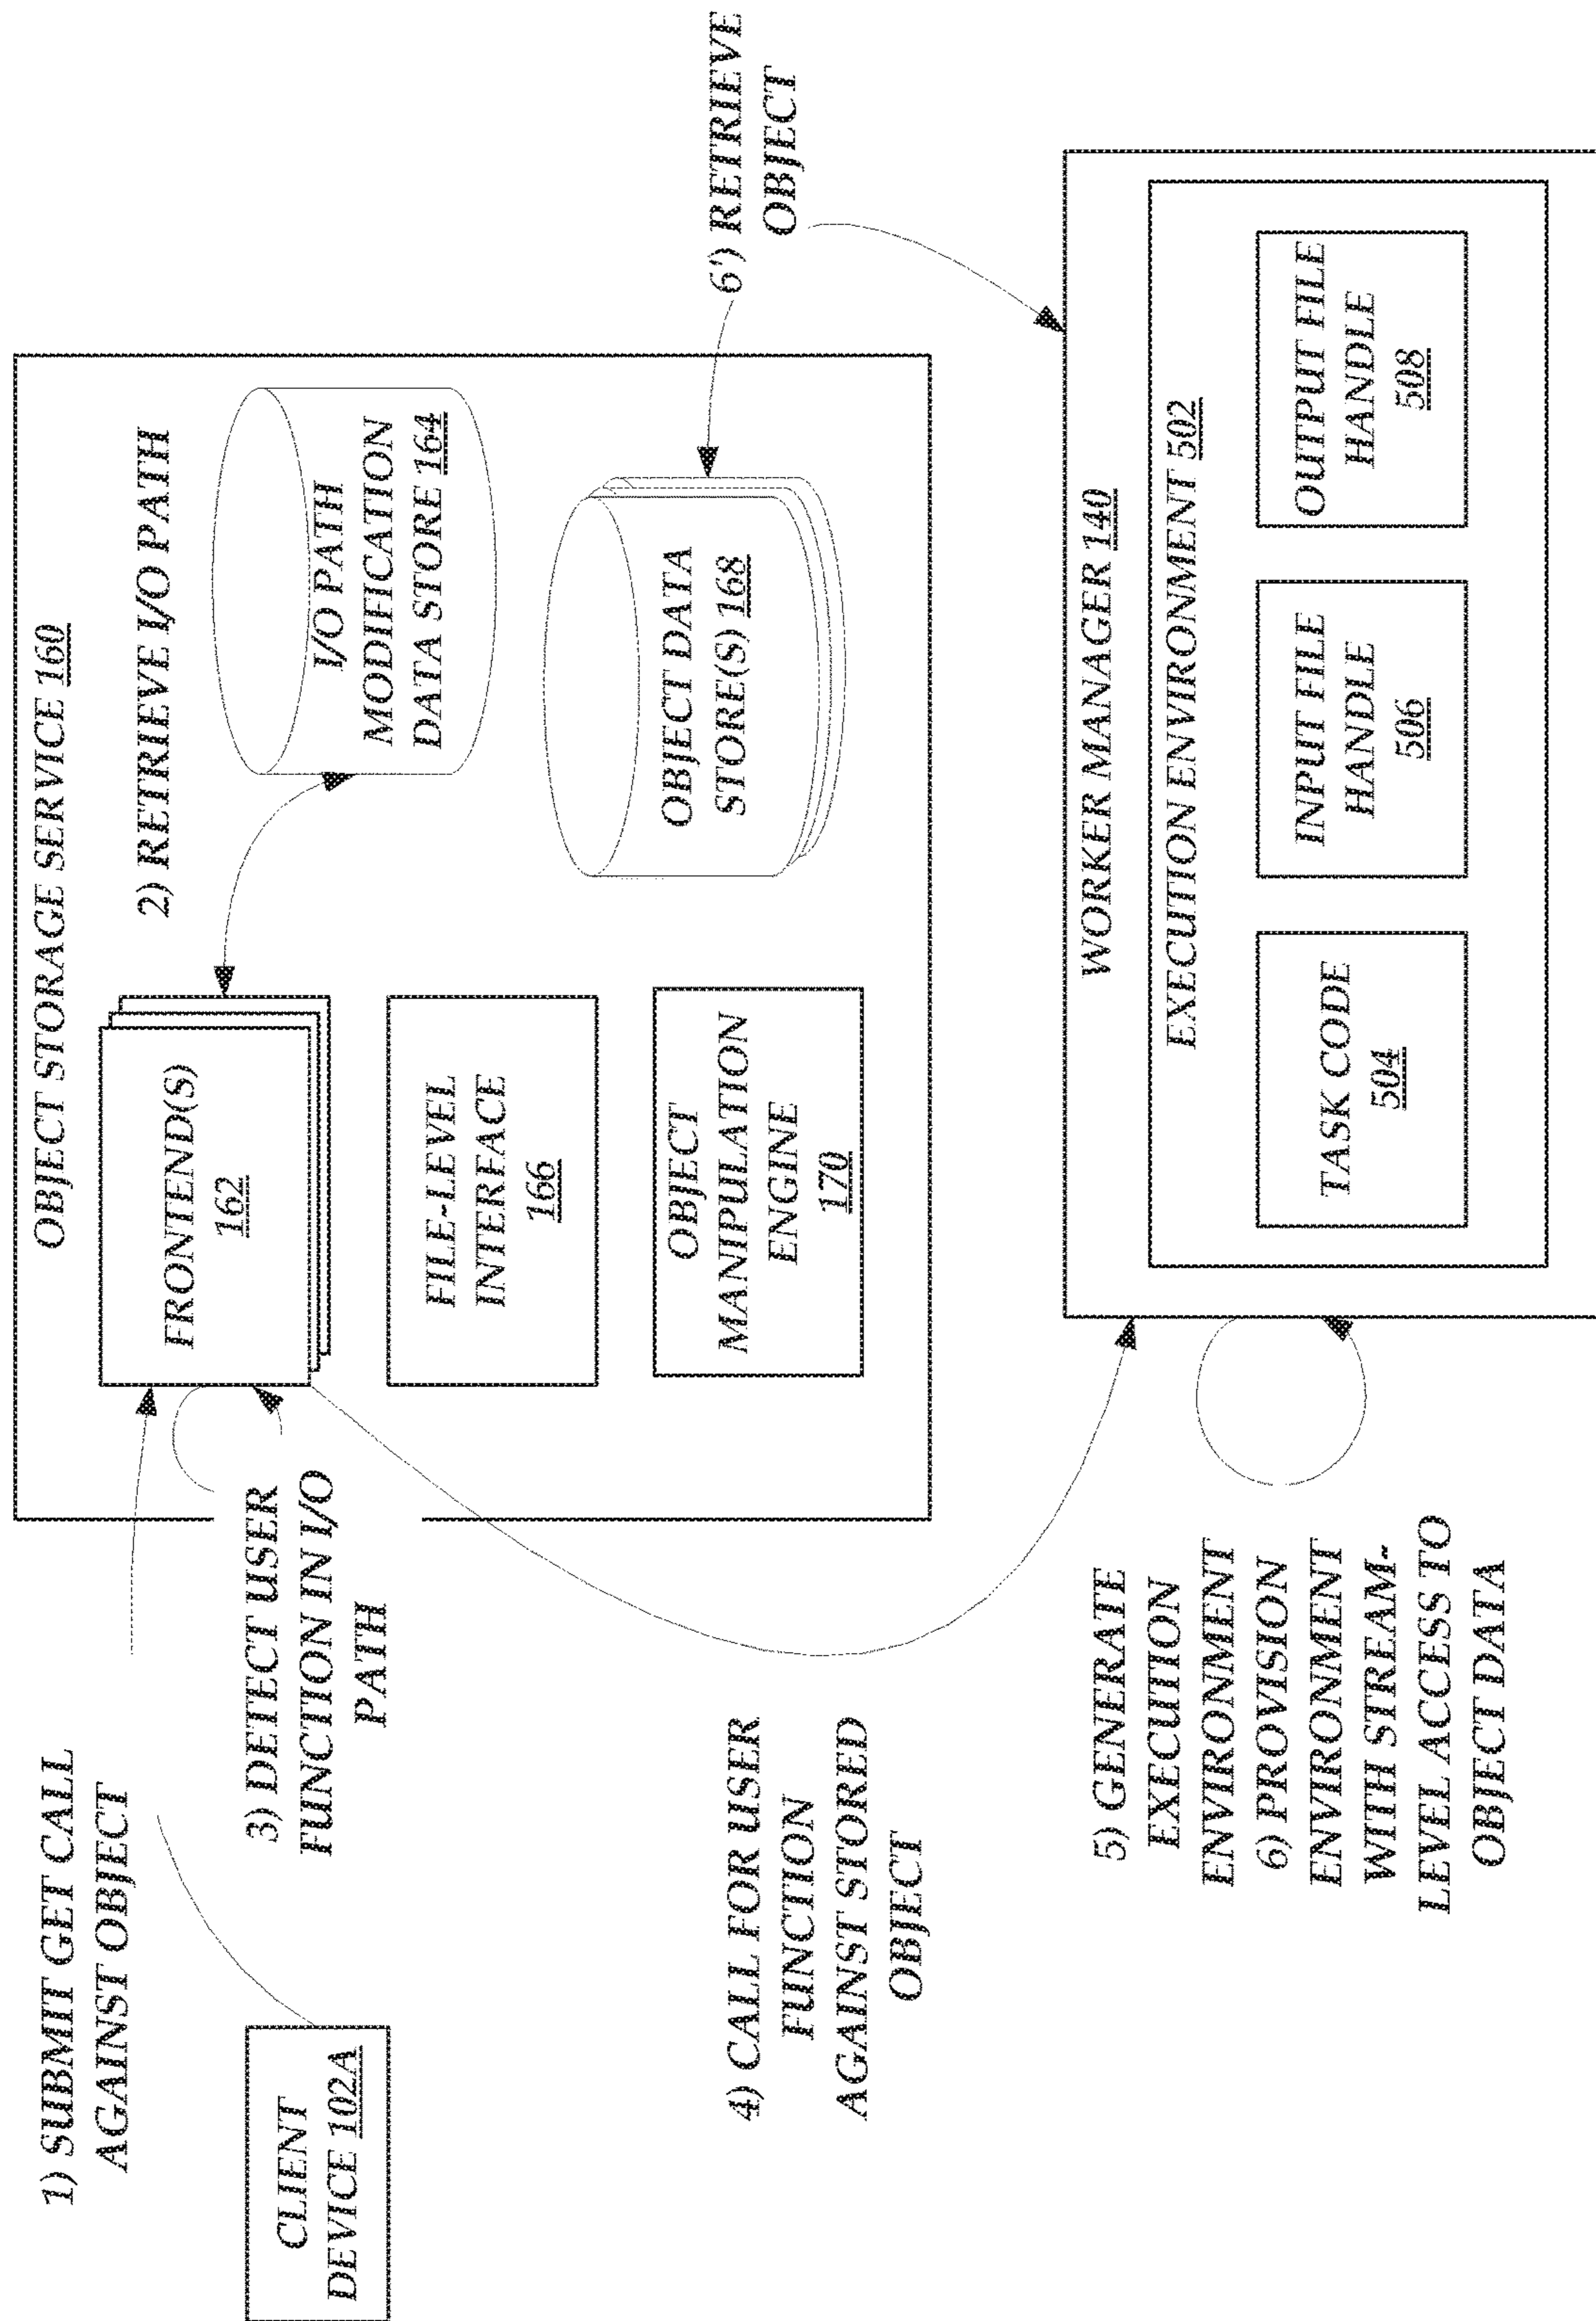 1) SUBMIT GET CALL
AGAINST OBJECT
CLIENT
DEVICE 102A
3) DETECT USER
FUNCTION IN I/O
PATH
4) CALL FOR USER
FUNCTION
AGAINST STORED
OBJECT
5) GENERATE
EXECUTION
ENVIRONMENT
6) PROVISION
ENVIRONMENT
WITH STREAM-
LEVEL ACCESS TO
OBJECT DATA
OBJECT STORAGE SERVICE 160
FRONTEND(S)
162
2) RETRIEVE I/O PATH
I/O PATH
MODIFICATION
DATA STORE 164
FILE-LEVEL
INTERFACE
166
OBJECT
MANIPULATION
ENGINE
170
OBJECT DATA
STORE(S) 168
6') RETRIEVE
OBJECT
WORKER MANAGER 140
EXECUTION ENVIRONMENT 502
TASK CODE
504
INPUT FILE
HANDLE
506
OUTPUT FILE
HANDLE
508